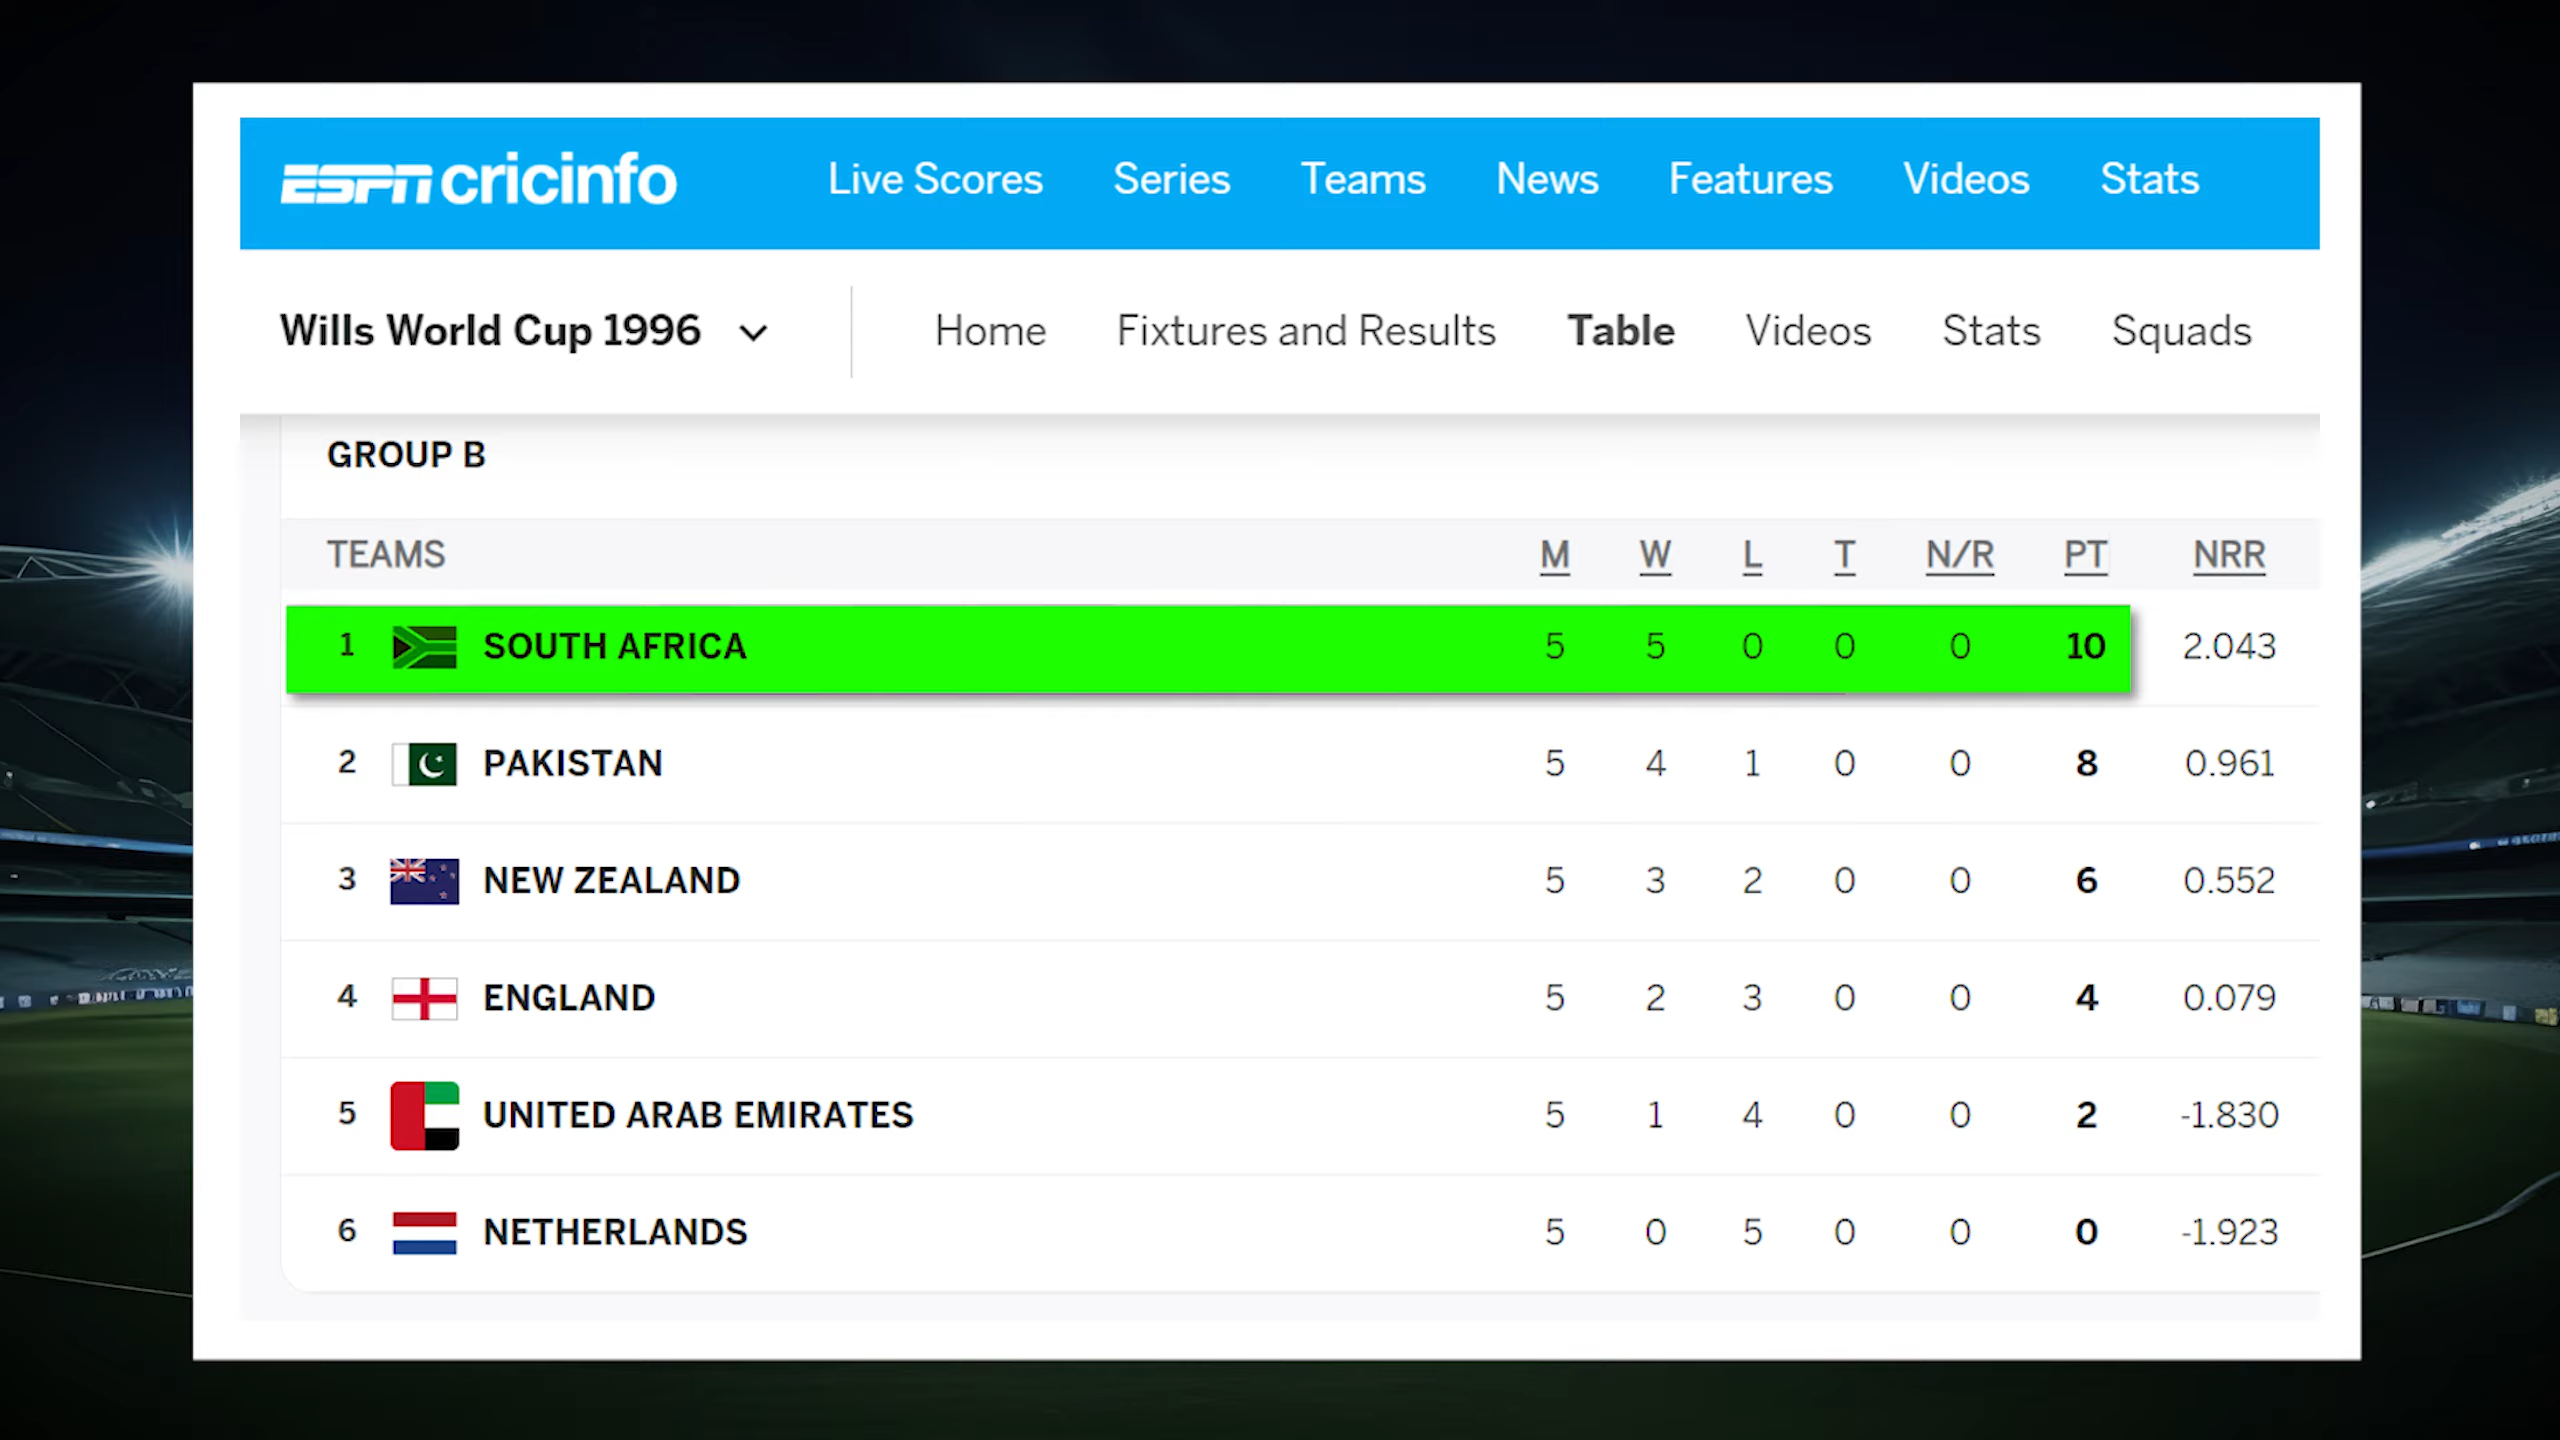 ESPN cricinfo Live Scores Series Teams News Features Videos Stats
Wills World Cup 1996 Home Fixtures and Results Table Videos Stats Squads
GROUP B
TEAMS M W L T N/R PT NRR
1 SOUTH AFRICA 5 5 0 0 0 10 2.043
2 PAKISTAN 5 4 1 0 0 8 0.961
3 NEW ZEALAND 5 3 2 0 0 6 0.552
4 ENGLAND 5 2 3 0 0 4 0.079
5 UNITED ARAB EMIRATES 5 1 4 0 0 2 -1.830
6 NETHERLANDS 5 0 5 0 0 0 -1.923